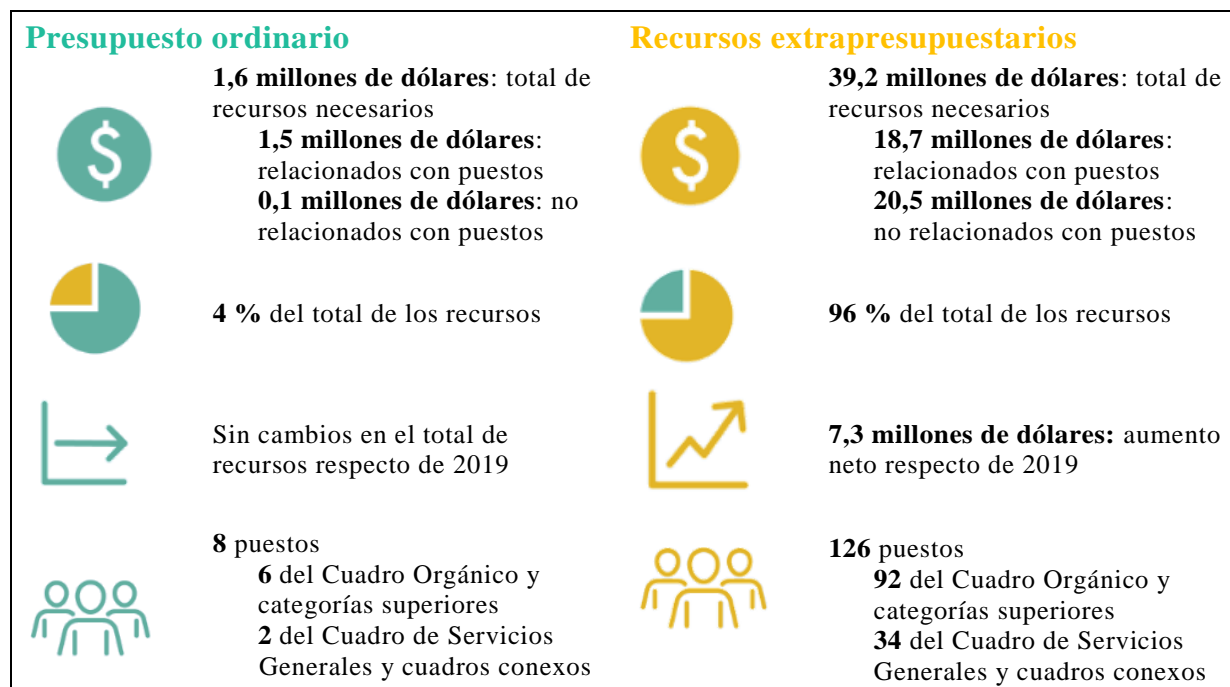 Presupuesto ordinario
1,6 millones de dólares: total de
recursos necesarios
1,5 millones de dólares:
relacionados con puestos
0,1 millones de dólares: no
relacionados con puestos
4 % del total de los recursos
Sin cambios en el total de
recursos respecto de 2019
8 puestos
6 del Cuadro Orgánico y
categorías superiores
2 del Cuadro de Servicios
Generales y cuadros conexos
Recursos extrapresupuestarios
39,2 millones de dólares: total de
recursos necesarios
18,7 millones de dólares:
relacionados con puestos
20,5 millones de dólares:
no relacionados con puestos
96 % del total de los recursos
7,3 millones de dólares: aumento
neto respecto de 2019
126 puestos
92 del Cuadro Orgánico y
categorías superiores
34 del Cuadro de Servicios
Generales y cuadros conexos